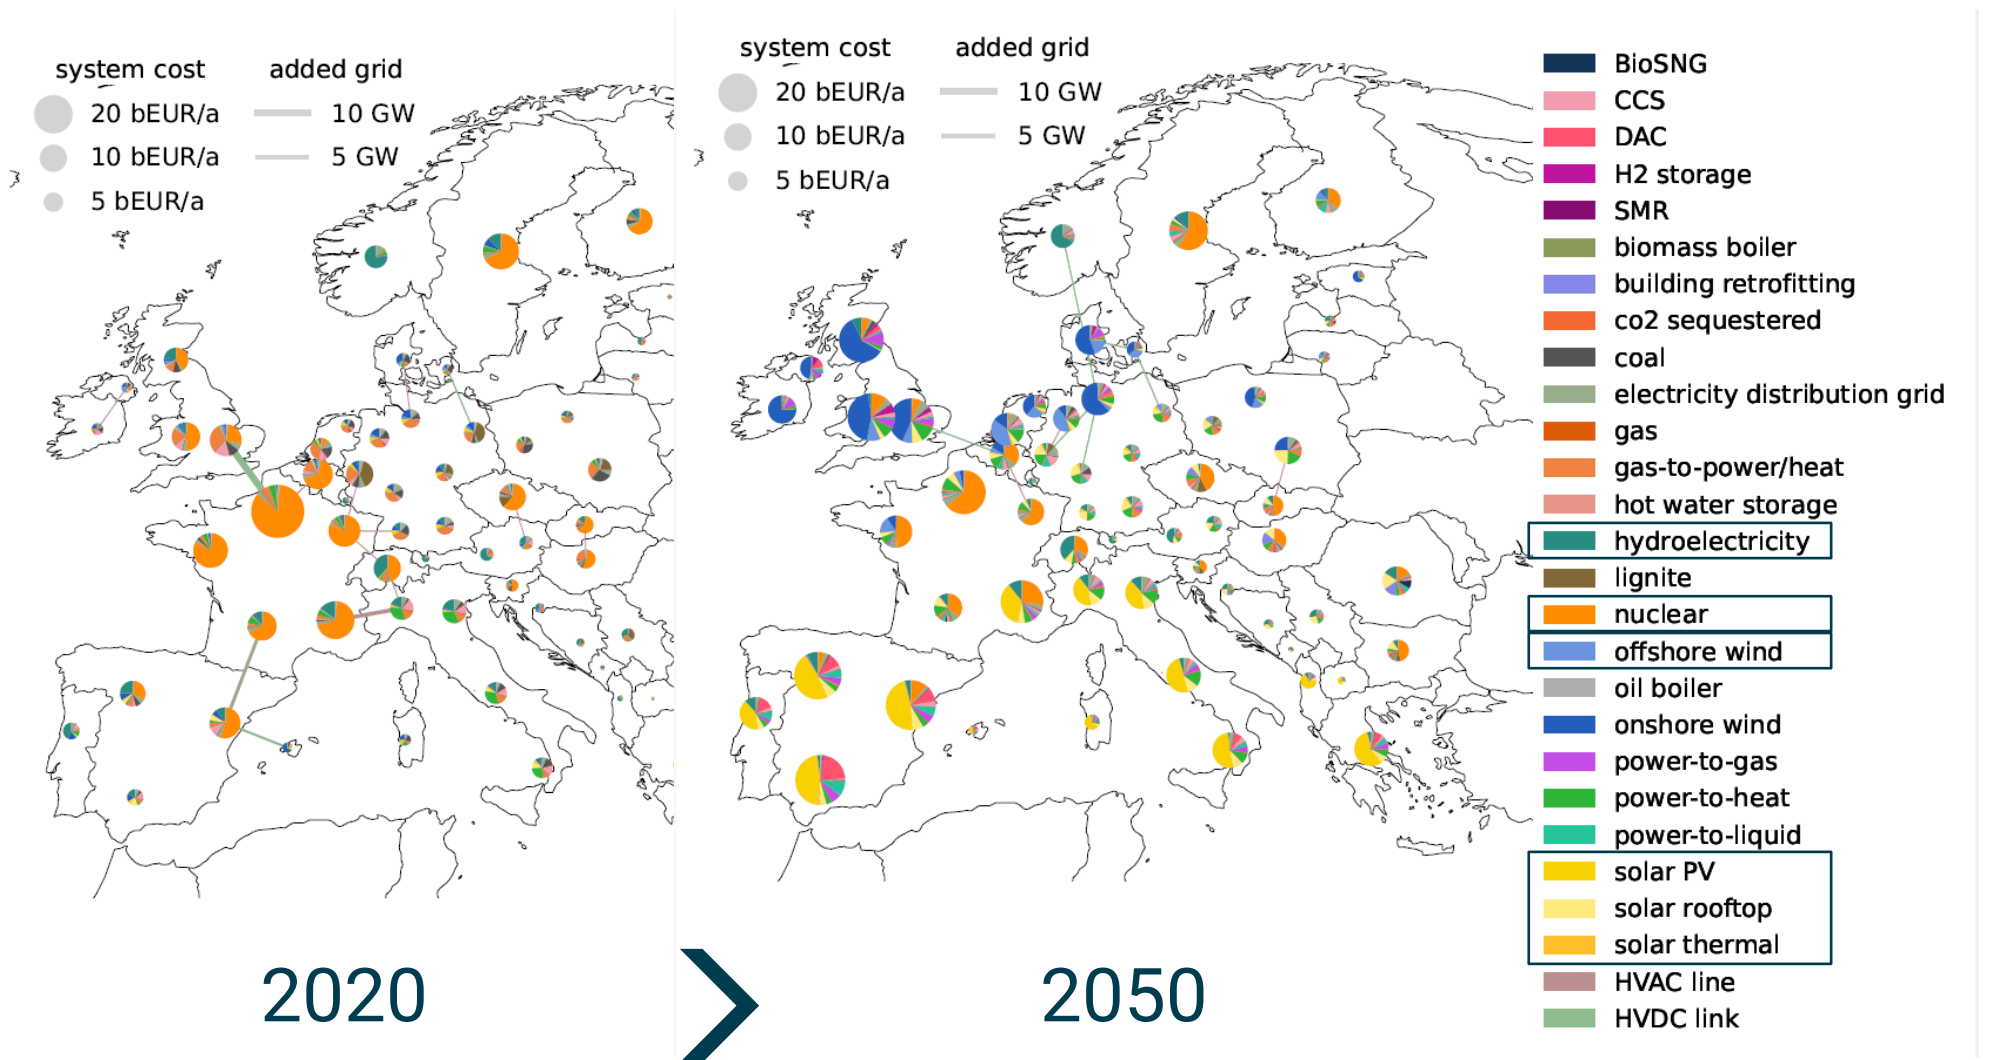 system cost
added grid
20 bEUR/a
10 GW
10 bEUR/a
5 GW
5 bEUR/a
2020
system cost
added grid
20 bEUR/a
10 GW
10 bEUR/a
5 GW
5 bEUR/a
2050
BioSNG
CCS
DAC
H2 storage
SMR
biomass boiler
building retrofitting
co2 sequestered
coal
electricity distribution grid
gas
gas-to-power/heat
hot water storage
hydroelectricity
lignite
nuclear
offshore wind
oil boiler
onshore wind
power-to-gas
power-to-heat
power-to-liquid
solar PV
solar rooftop
solar thermal
HVAC line
HVDC link